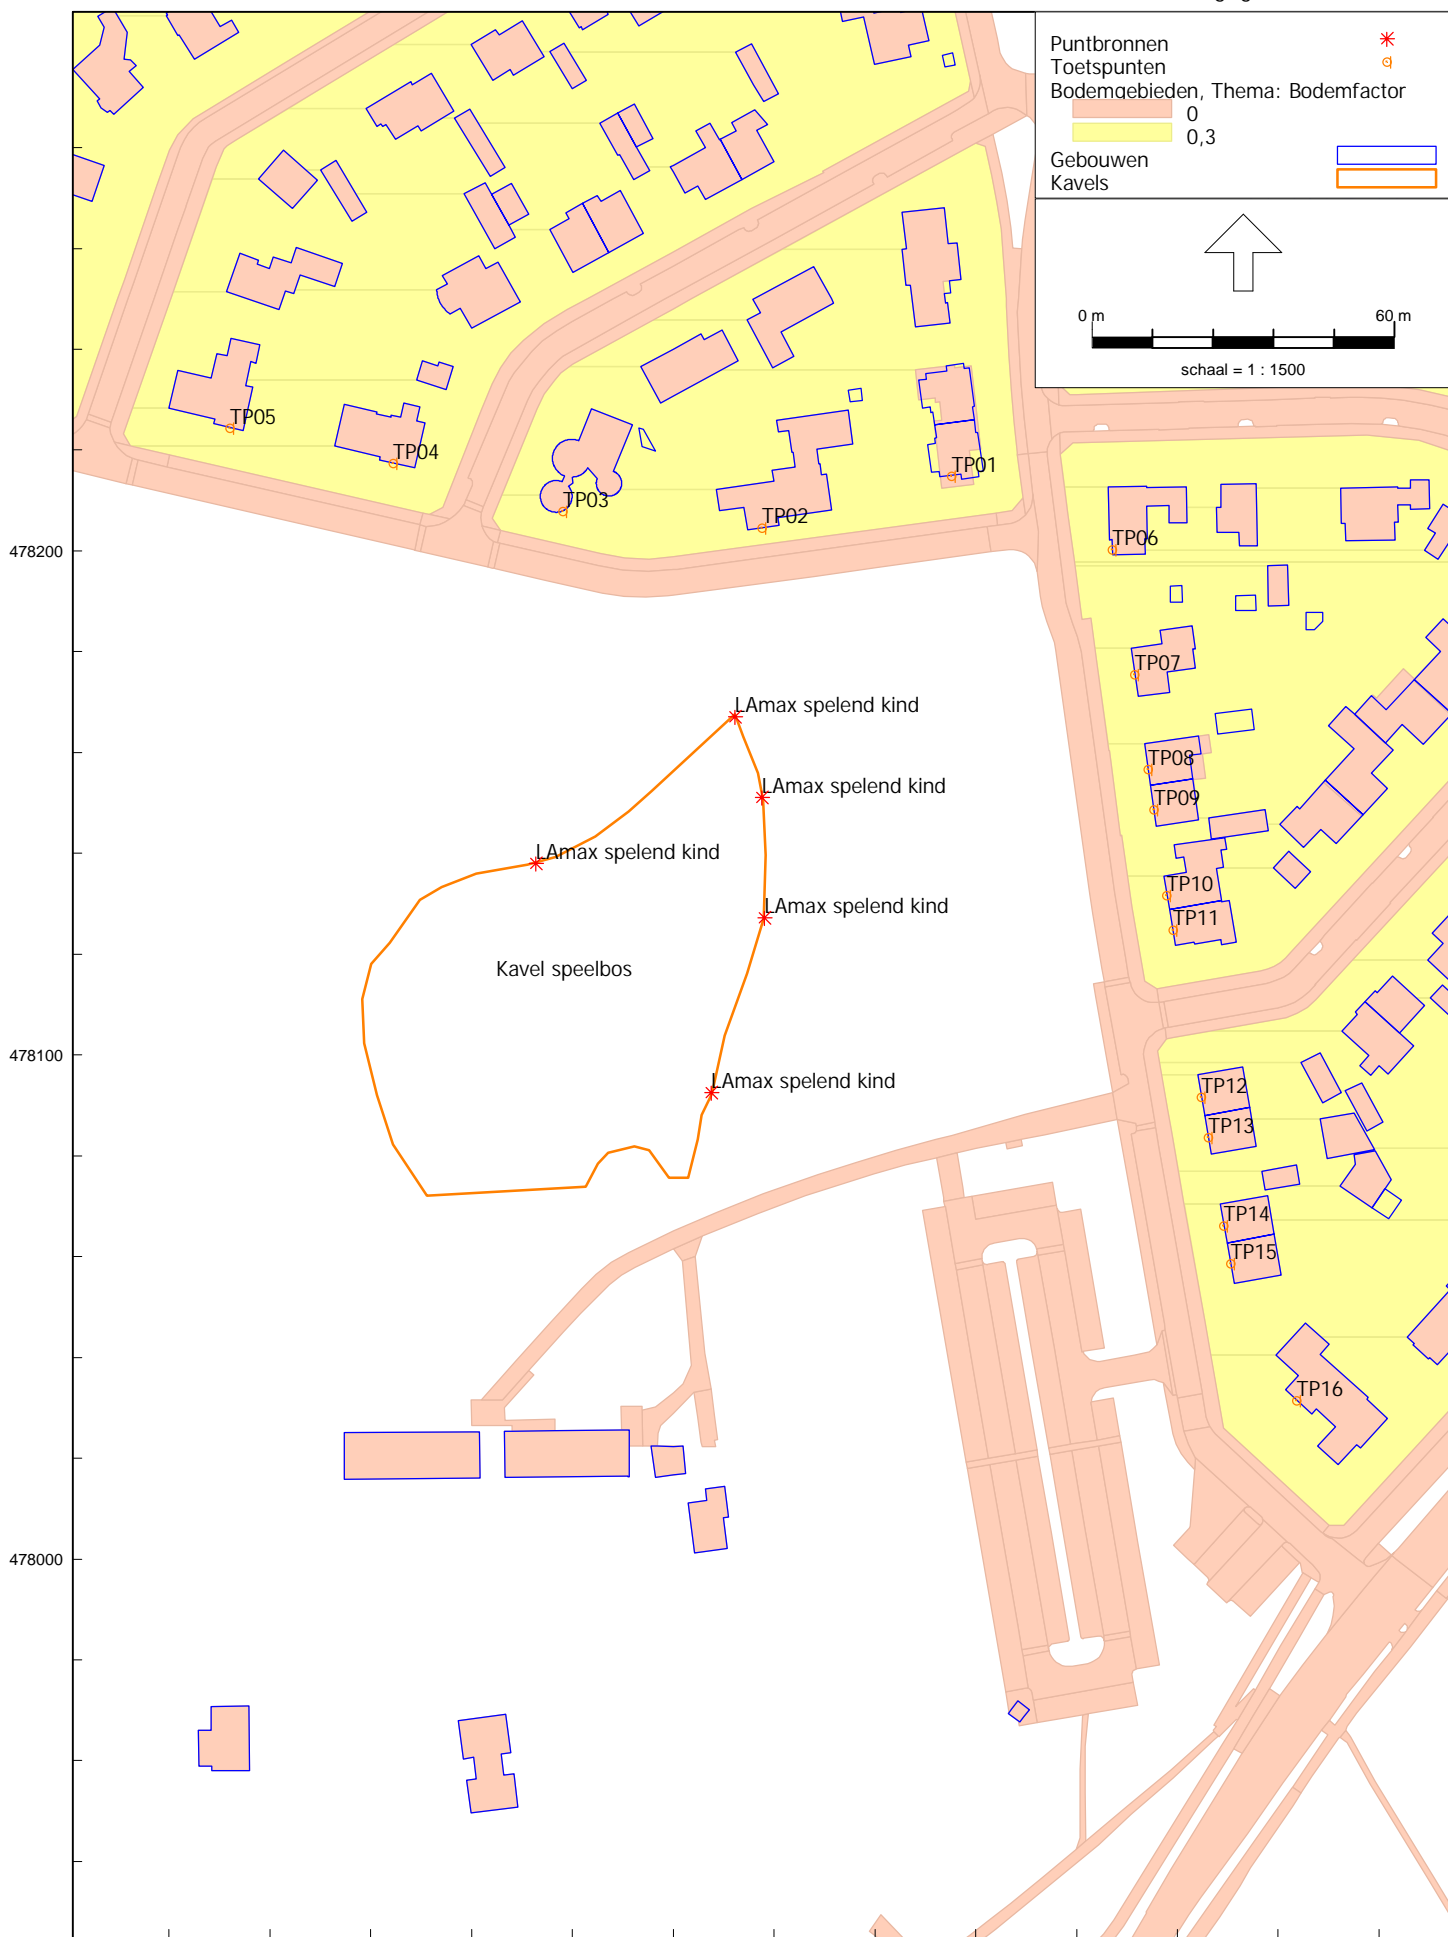 Puntbronnen
Toetspunten
Bodemgebieden, Thema: Bodemfactor
0
0,3
Gebouwen
Kavels
0 m
60 m
schaal = 1 : 1500
TP05
TP04
TP03
TP02
TP01
TP06
478200
TP07
LAmax spelend kind
TP08
LAmax spelend kind
TP09
LAmax spelend kind
TP10
LAmax spelend kind
TP11
Kavel speelbos
478100
LAmax spelend kind
TP12
TP13
TP14
TP15
TP16
478000